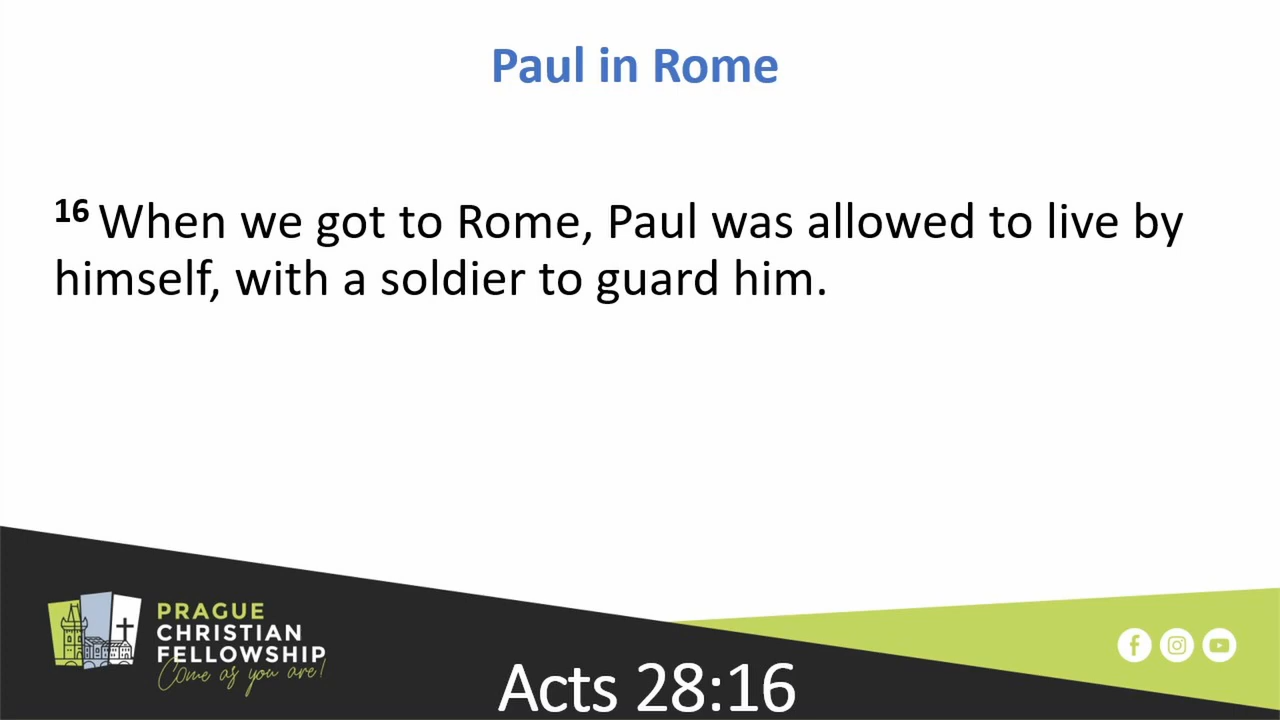 Paul in Rome
16 When we got to Rome, Paul was allowed to live by
himself, with a soldier to guard him.
PRAGUE
CHRISTIAN
FELLOWSHIP
Come as you are!
Acts 28:16